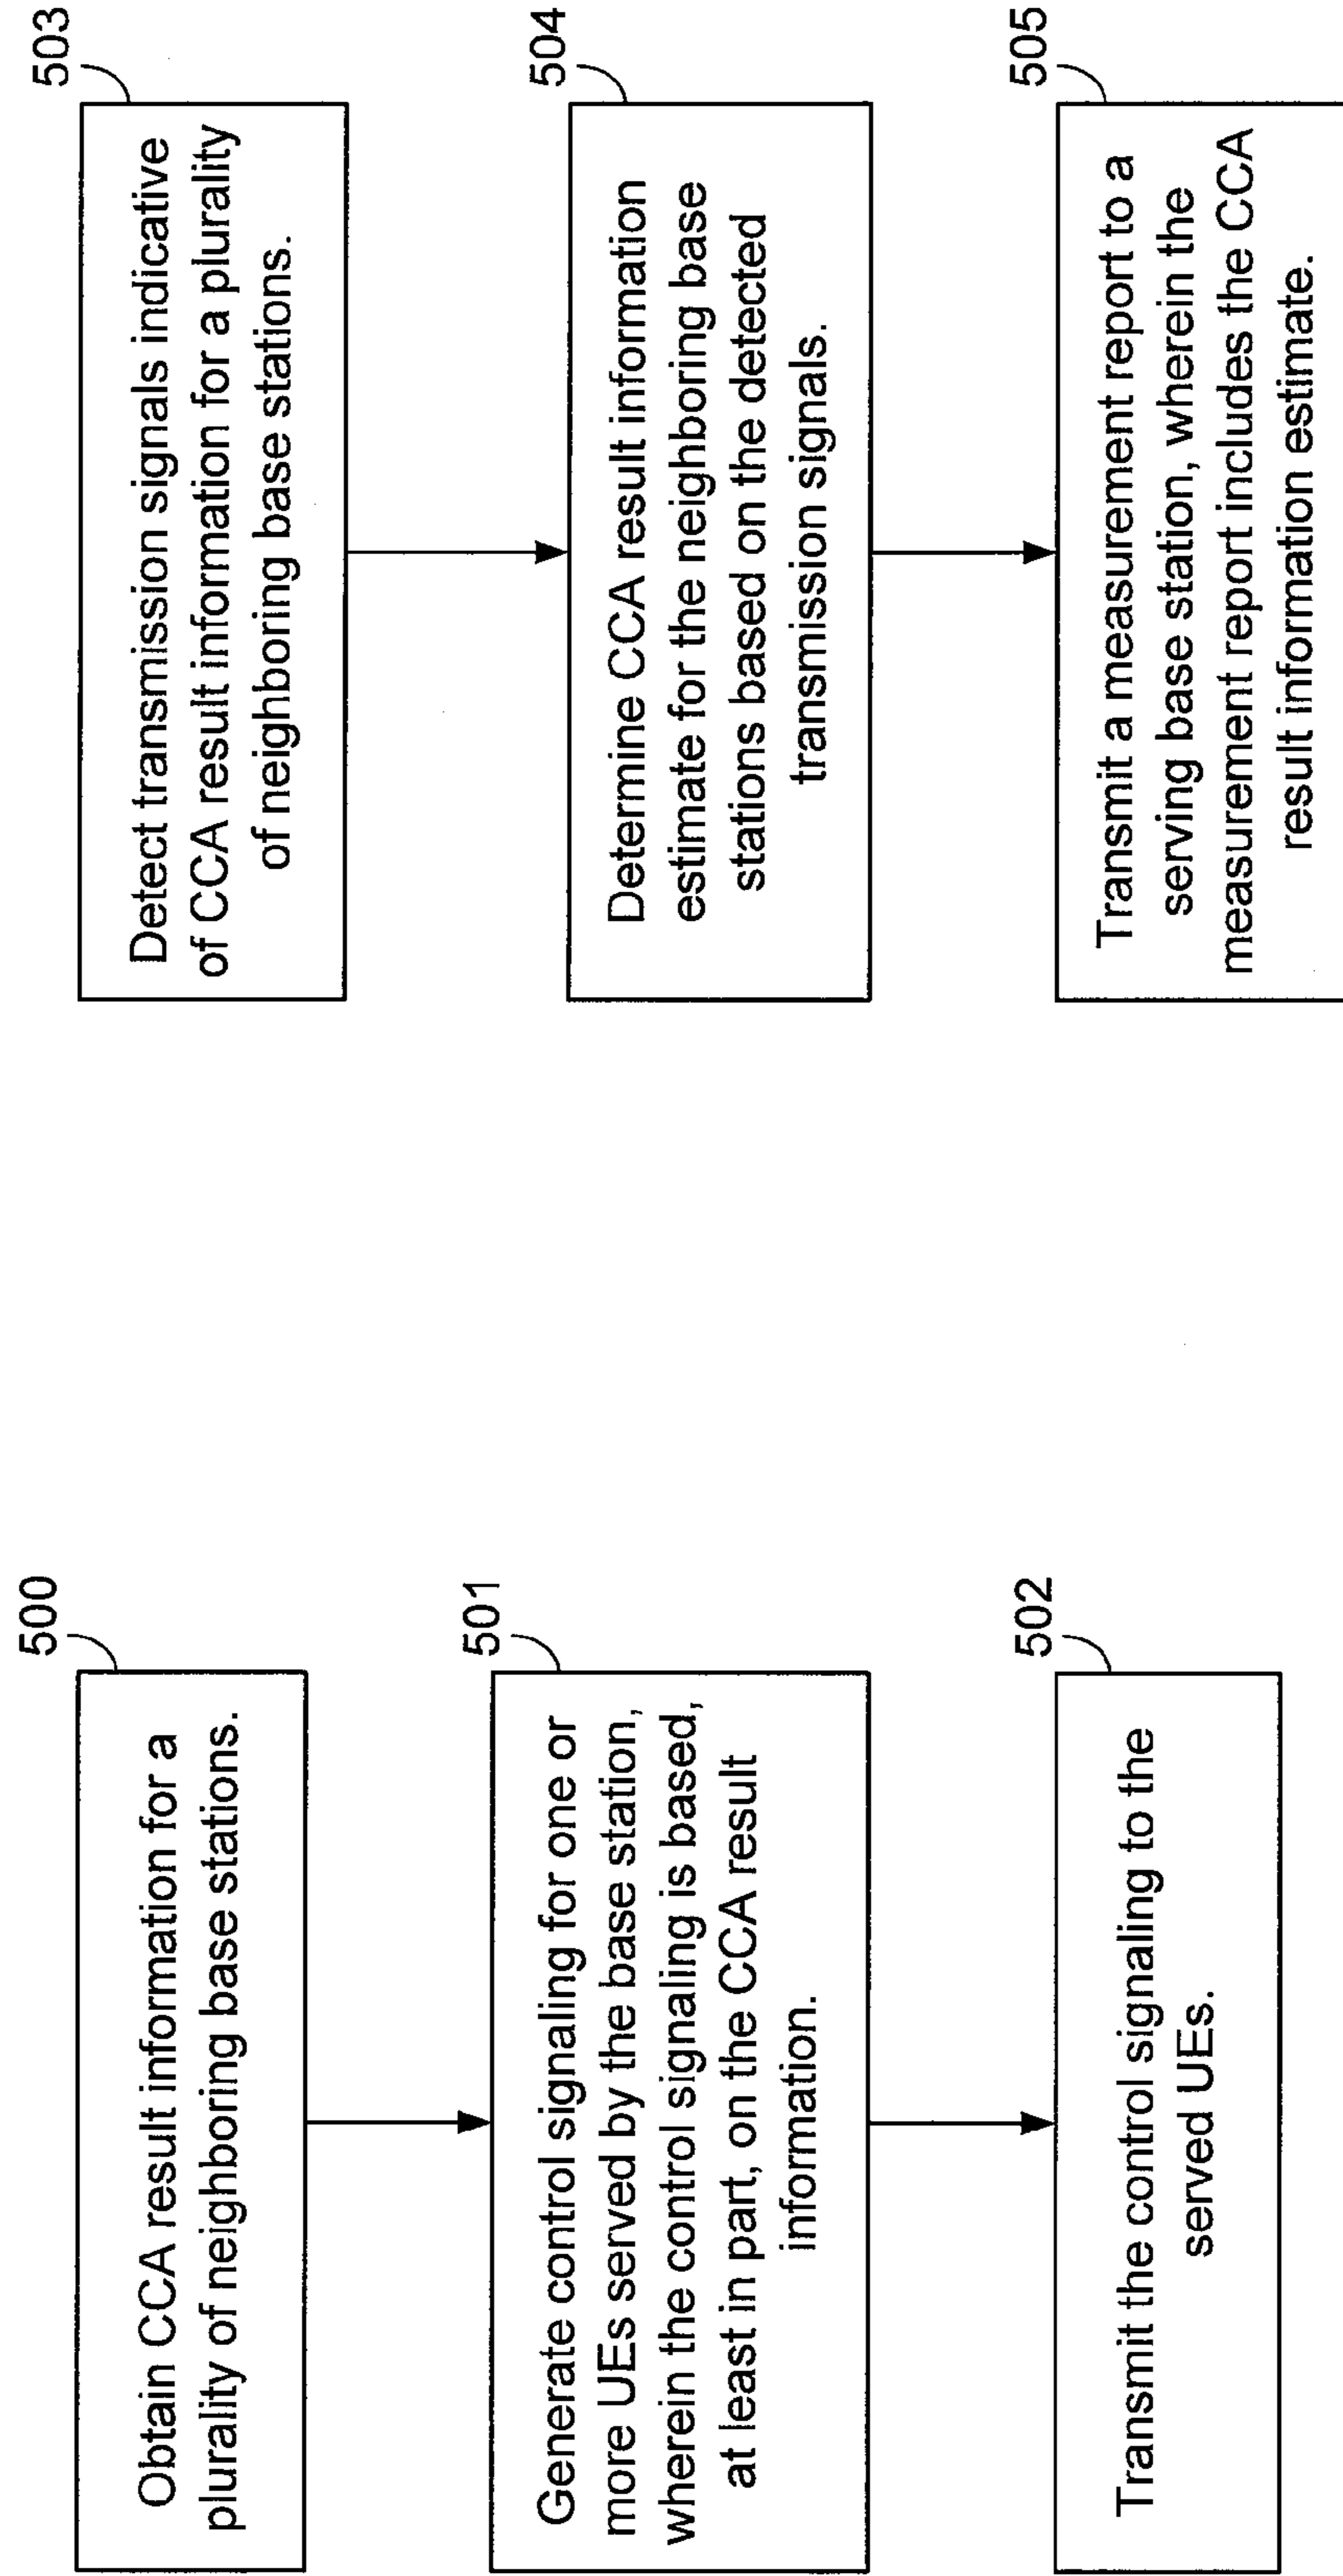 500
Obtain CCA result information for a
plurality of neighboring base stations.
501
Generate control signaling for one or
more UEs served by the base station,
wherein the control signaling is based,
at least in part, on the CCA result
information.
502
Transmit the control signaling to the
served UEs.
503
Detect transmission signals indicative
of CCA result information for a plurality
of neighboring base stations.
504
Determine CCA result information
estimate for the neighboring base
stations based on the detected
transmission signals.
505
Transmit a measurement report to a
serving base station, wherein the
measurement report includes the CCA
result information estimate.